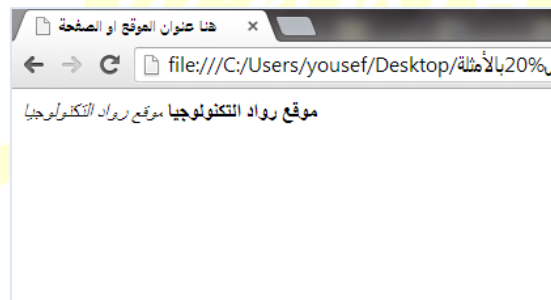 هنا عنوان الموقع او الصفحة
file:///C:/Users/yousef/Desktop/بالأمثلة%20
موقع رواد التكنولوجيا موقع رواد التكنولوجيا